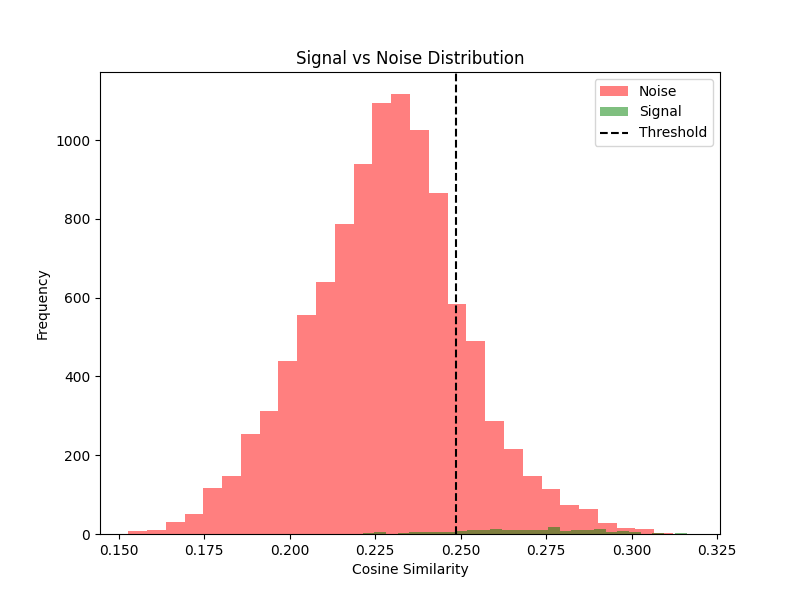 Signal vs Noise Distribution
Noise
Signal
Threshold
Frequency
1000
800
600
400
200
0
0.150 0.175 0.200 0.225 0.250 0.275 0.300 0.325
Cosine Similarity